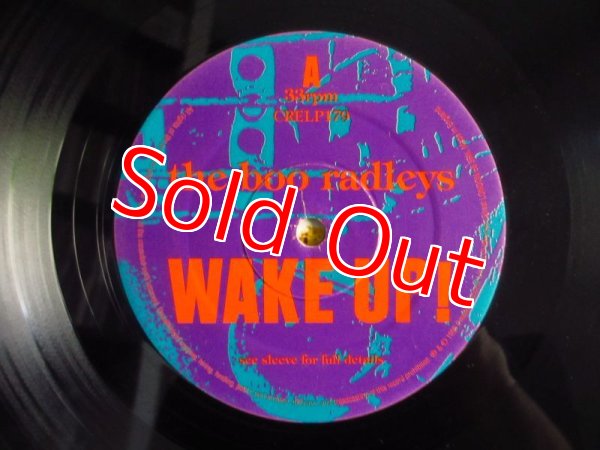 A
33rpm
CRELP179
the boo radleys
Sold Out
WAKE UP!
see sleeve for full details